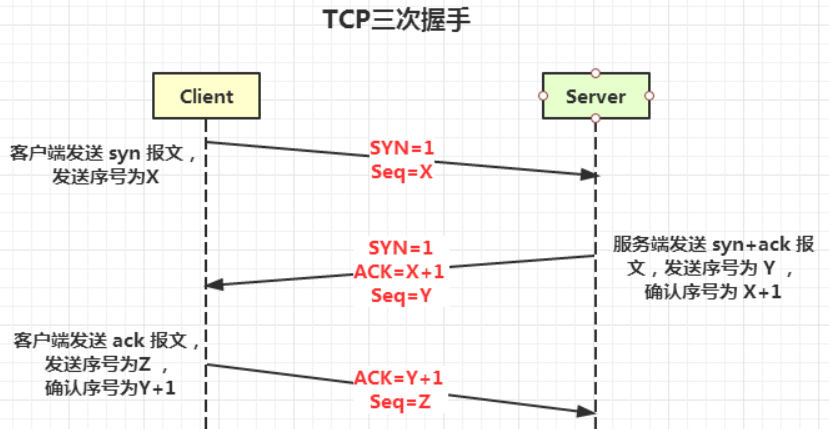 TCP三次握手
Client
Server
客户端发送 syn 报文，
发送序号为X
SYN=1
Seq=X
SYN=1
ACK=X+1
Seq=Y
服务端发送 syn+ack 报
文，发送序号为 Y ，
确认序号为 X+1
客户端发送 ack 报文，
发送序号为Z ，
确认序号为Y+1
ACK=Y+1
Seq=Z